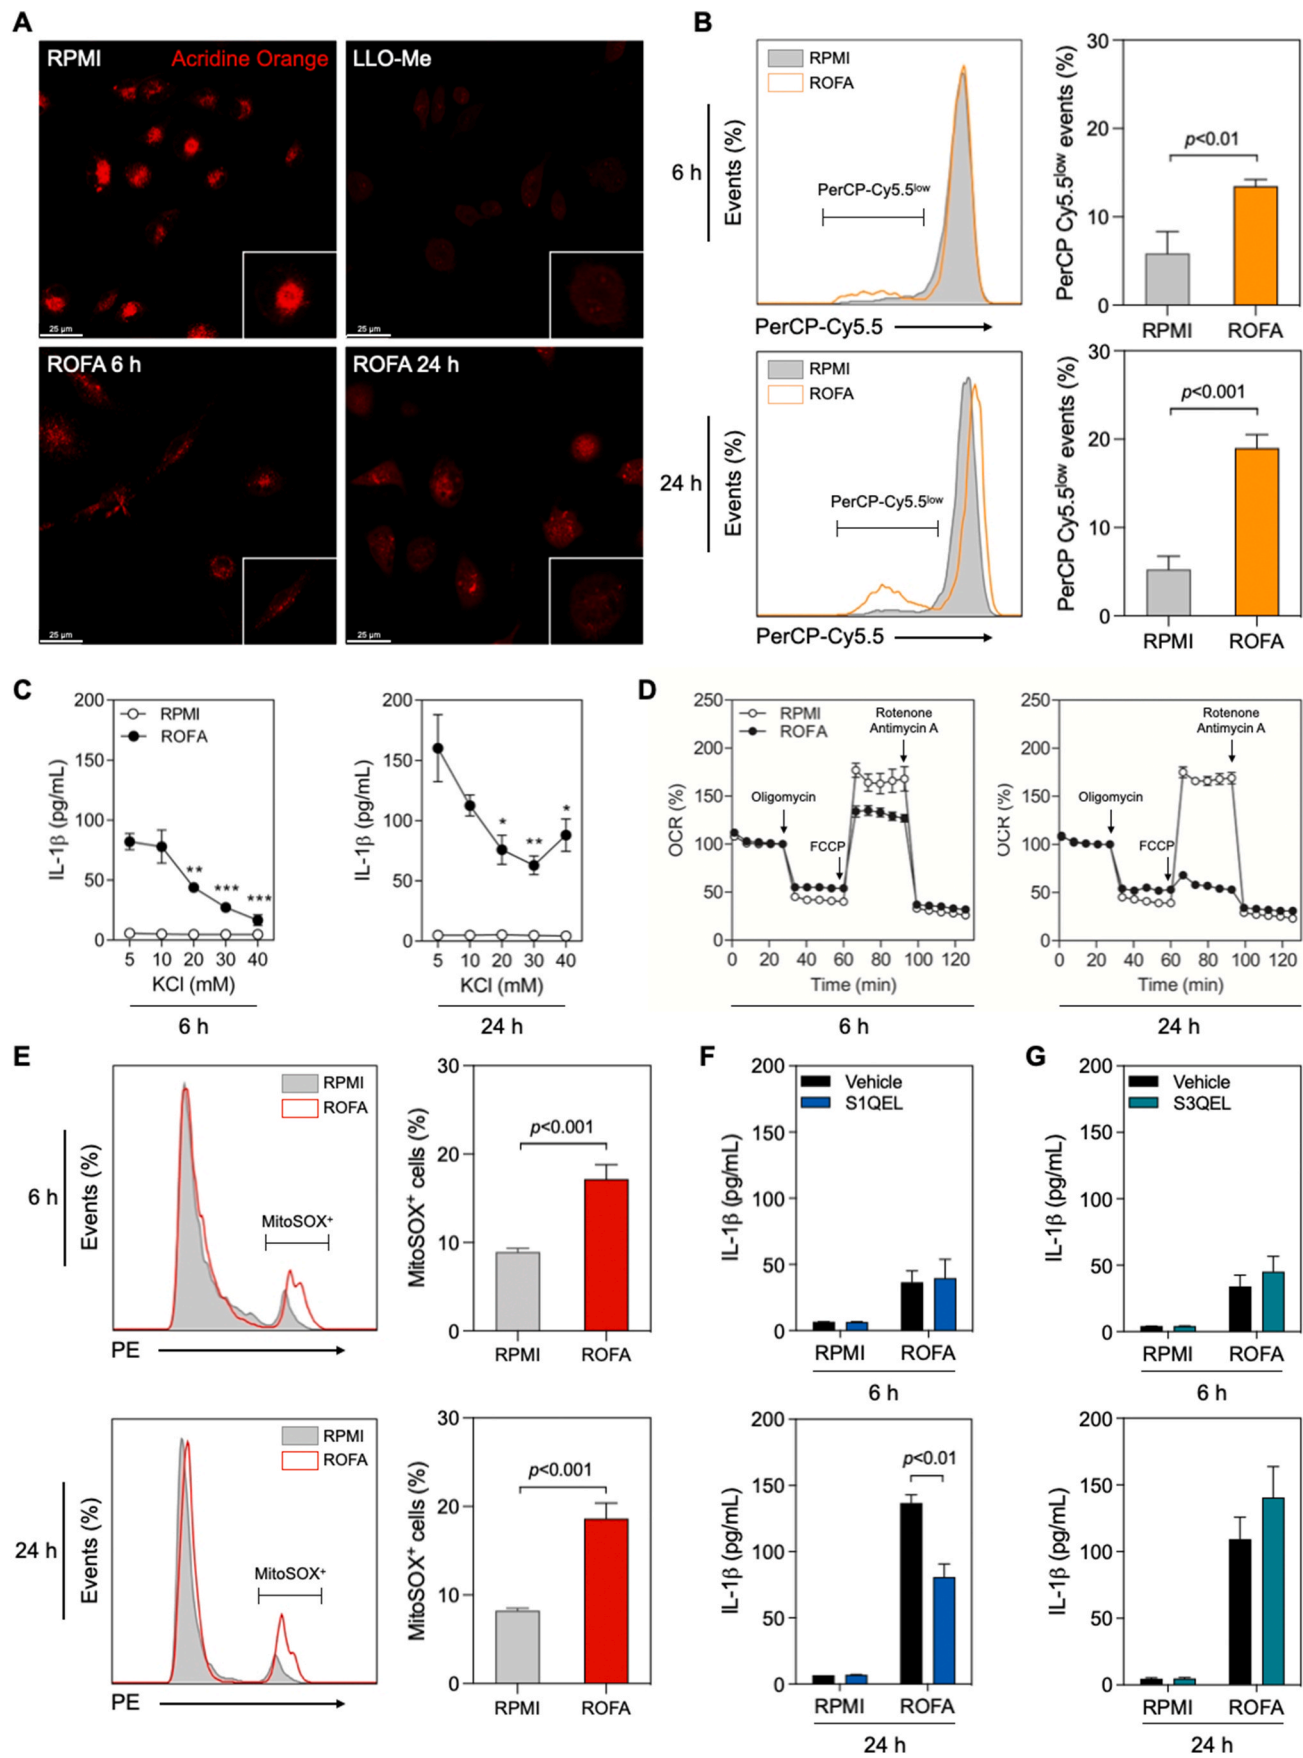 A
RPMI
Acridine Orange
LLO-Me
25 µm
25 µm
ROFA 6 h
ROFA 24 h
25 µm
25 µm
B
6 h
Events (%)
RPMI
ROFA
PerCP-Cy5.5low
PerCP-Cy5.5
PerCP Cy5.5low events (%)
30
20
10
0
p<0.01
RPMI
ROFA
24 h
Events (%)
RPMI
ROFA
PerCP-Cy5.5low
PerCP-Cy5.5
PerCP Cy5.5low events (%)
30
20
10
0
p<0.001
RPMI
ROFA
C
IL-1β (pg/mL)
200
150
100
50
0
RPMI
ROFA
**
***
***
5 10 20 30 40
KCl (mM)
6 h
IL-1β (pg/mL)
200
150
100
50
0
*
**
*
5 10 20 30 40
KCl (mM)
24 h
D
OCR (%)
250
200
150
100
50
0
RPMI
ROFA
Rotenone
Antimycin A
Oligomycin
FCCP
0 20 40 60 80 100 120
Time (min)
6 h
OCR (%)
250
200
150
100
50
0
Rotenone
Antimycin A
Oligomycin
FCCP
0 20 40 60 80 100 120
Time (min)
24 h
E
6 h
Events (%)
RPMI
ROFA
MitoSOX+
PE
MitoSOX+ cells (%)
30
20
10
0
p<0.001
RPMI
ROFA
24 h
Events (%)
RPMI
ROFA
MitoSOX+
PE
MitoSOX+ cells (%)
30
20
10
0
p<0.001
RPMI
ROFA
F
IL-1β (pg/mL)
200
150
100
50
0
Vehicle
S1QEL
RPMI
ROFA
6 h
IL-1β (pg/mL)
200
150
100
50
0
p<0.01
RPMI
ROFA
24 h
G
IL-1β (pg/mL)
200
150
100
50
0
Vehicle
S3QEL
RPMI
ROFA
6 h
IL-1β (pg/mL)
200
150
100
50
0
RPMI
ROFA
24 h